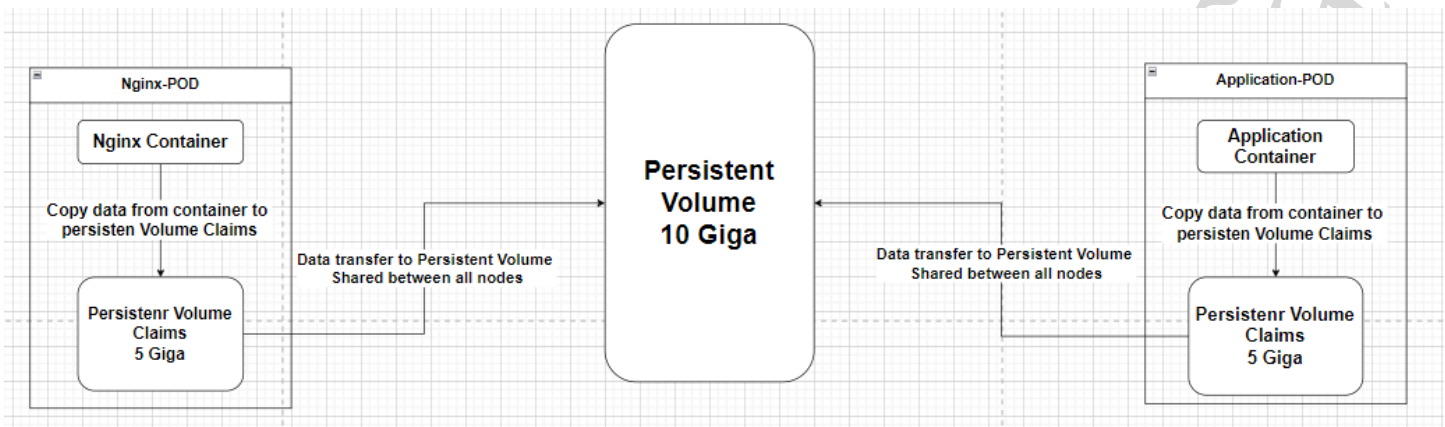 Nginx-POD
Nginx Container
Copy data from container to
persisten Volume Claims
Persistenr Volume
Claims
5 Giga
Data transfer to Persistent Volume
Shared between all nodes
Persistent
Volume
10 Giga
Data transfer to Persistent Volume
Shared between all nodes
Application-POD
Application
Container
Copy data from container to
persisten Volume Claims
Persistenr Volume
Claims
5 Giga